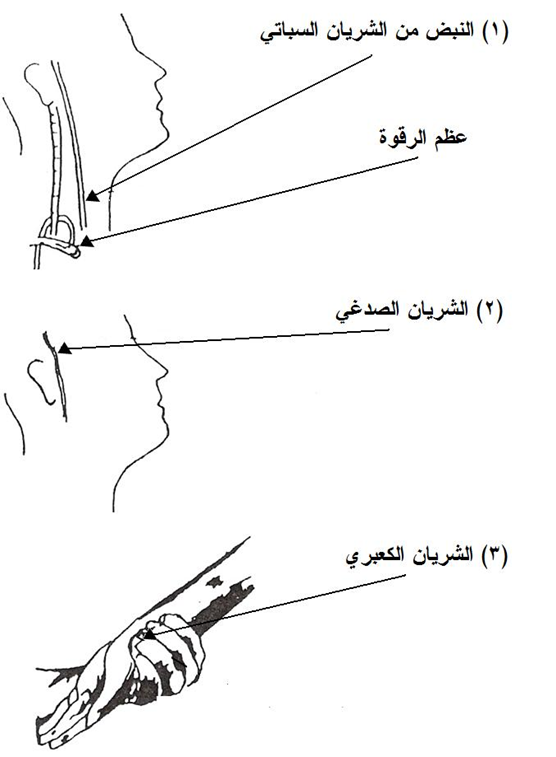 (١) النبض من الشريان السباتي
عظم الرقوة
(٢) الشريان الصدغي
(٣) الشريان الكعبري